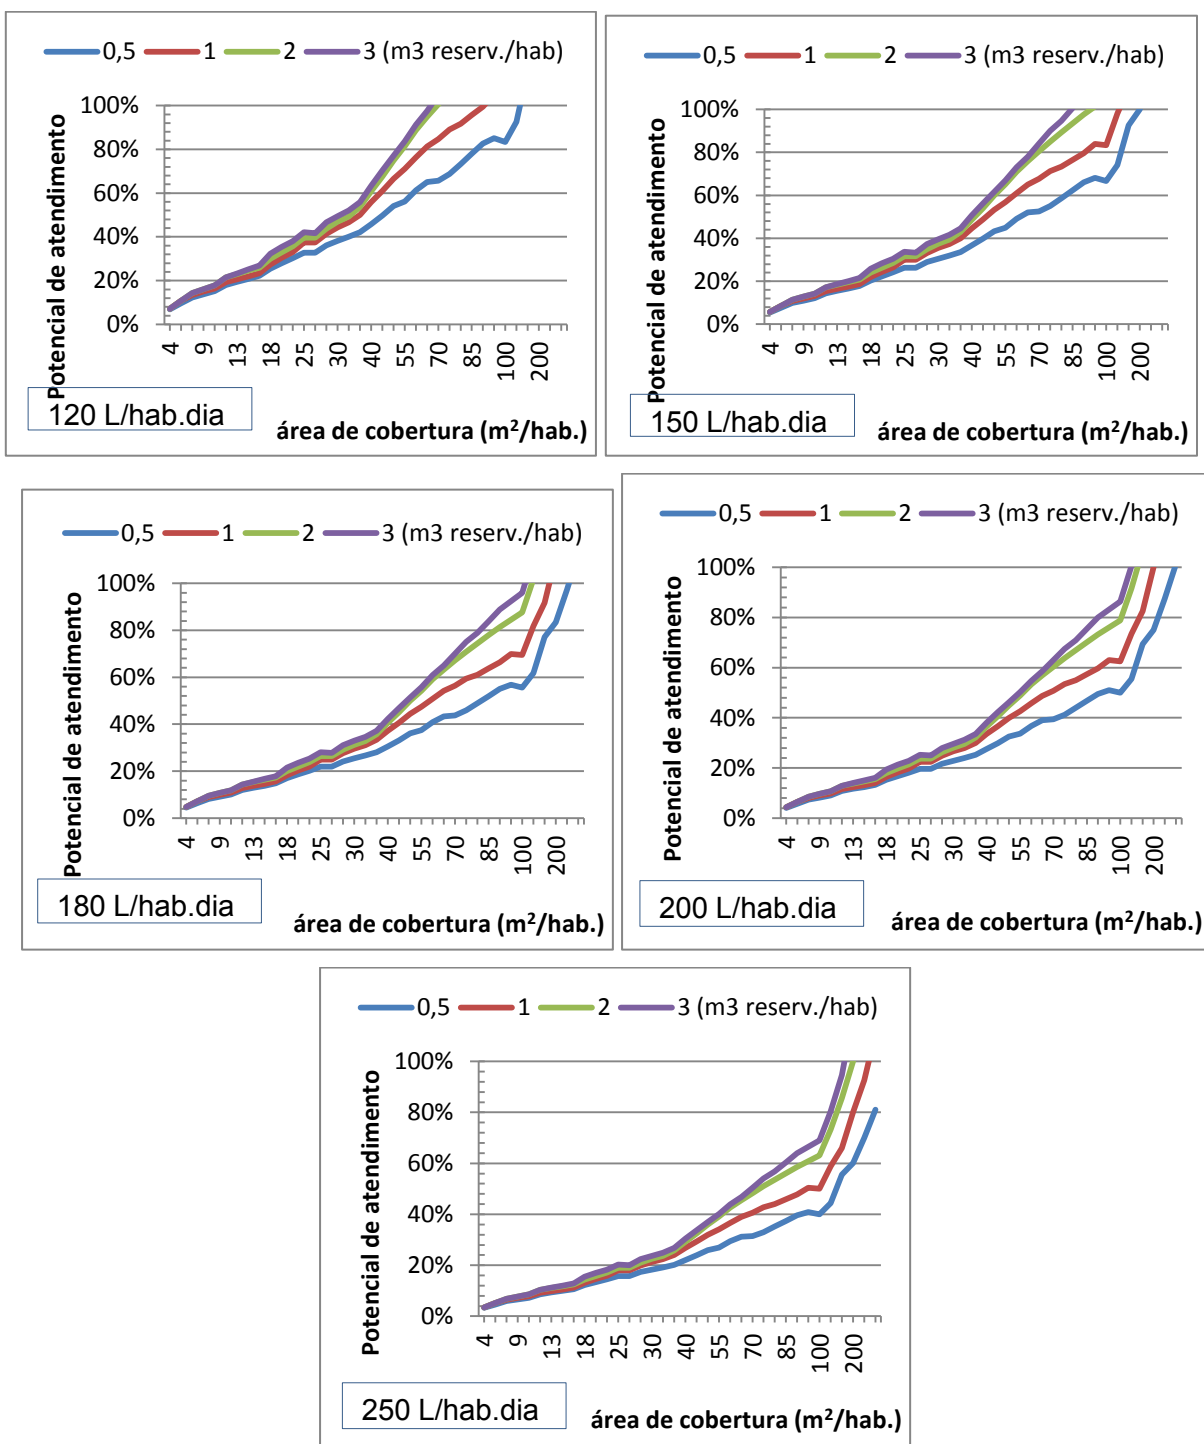 0,5 1 2 3 (m3 reserv./hab)
Potencial de atendimento
100%
80%
60%
40%
20%
0%
4 9 13 18 25 30 40 55 70 85 100 200
120 L/hab.dia
área de cobertura (m²/hab.)
0,5 1 2 3 (m3 reserv./hab)
Potencial de atendimento
100%
80%
60%
40%
20%
0%
4 9 13 18 25 30 40 55 70 85 100 200
150 L/hab.dia
área de cobertura (m²/hab.)
0,5 1 2 3 (m3 reserv./hab)
Potencial de atendimento
100%
80%
60%
40%
20%
0%
4 9 13 18 25 30 40 55 70 85 100 200
180 L/hab.dia
área de cobertura (m²/hab.)
0,5 1 2 3 (m3 reserv./hab)
Potencial de atendimento
100%
80%
60%
40%
20%
0%
4 9 13 18 25 30 40 55 70 85 100 200
200 L/hab.dia
área de cobertura (m²/hab.)
0,5 1 2 3 (m3 reserv./hab)
Potencial de atendimento
100%
80%
60%
40%
20%
0%
4 9 13 18 25 30 40 55 70 85 100 200
250 L/hab.dia
área de cobertura (m²/hab.)